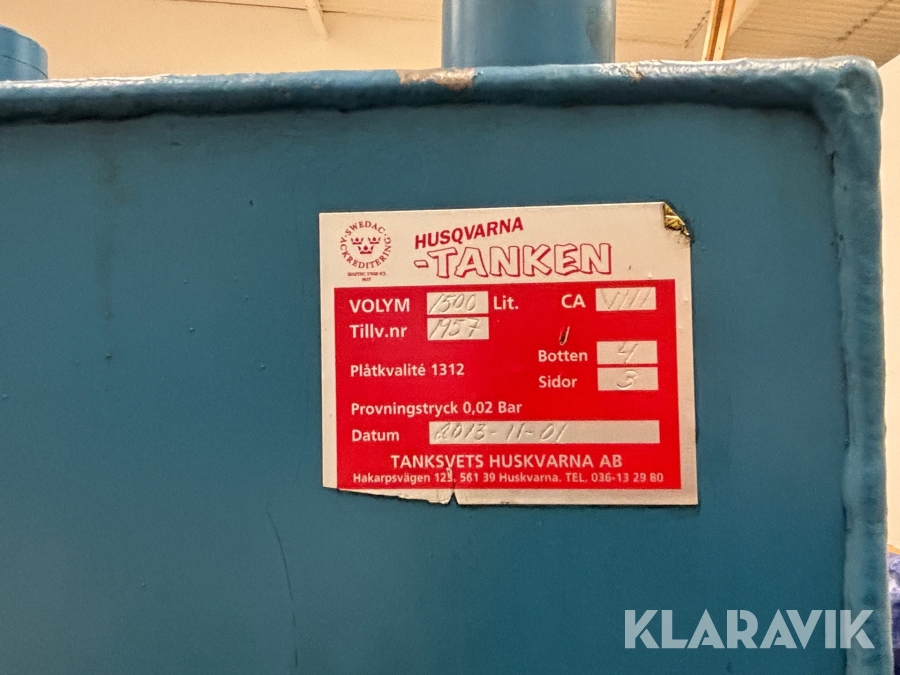 SWEDAC ACKREDITERING
HUSQVARNA
-TANKEN
VOLYM 1500 Lit. CA VIII
Tillv.nr 1457
Plåtkvalité 1312
Botten 4
Sidor 3
Provningstryck 0,02 Bar
Datum 2013-11-01
TANKSVETS HUSKVARNA AB
Hakarpsvägen 123. 561 39 Huskvarna. TEL. 036-13 29 80
KLARAVIK